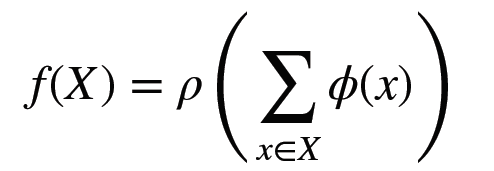 f(X) = ρ ( ∑_{x∈X} ϕ(x) )